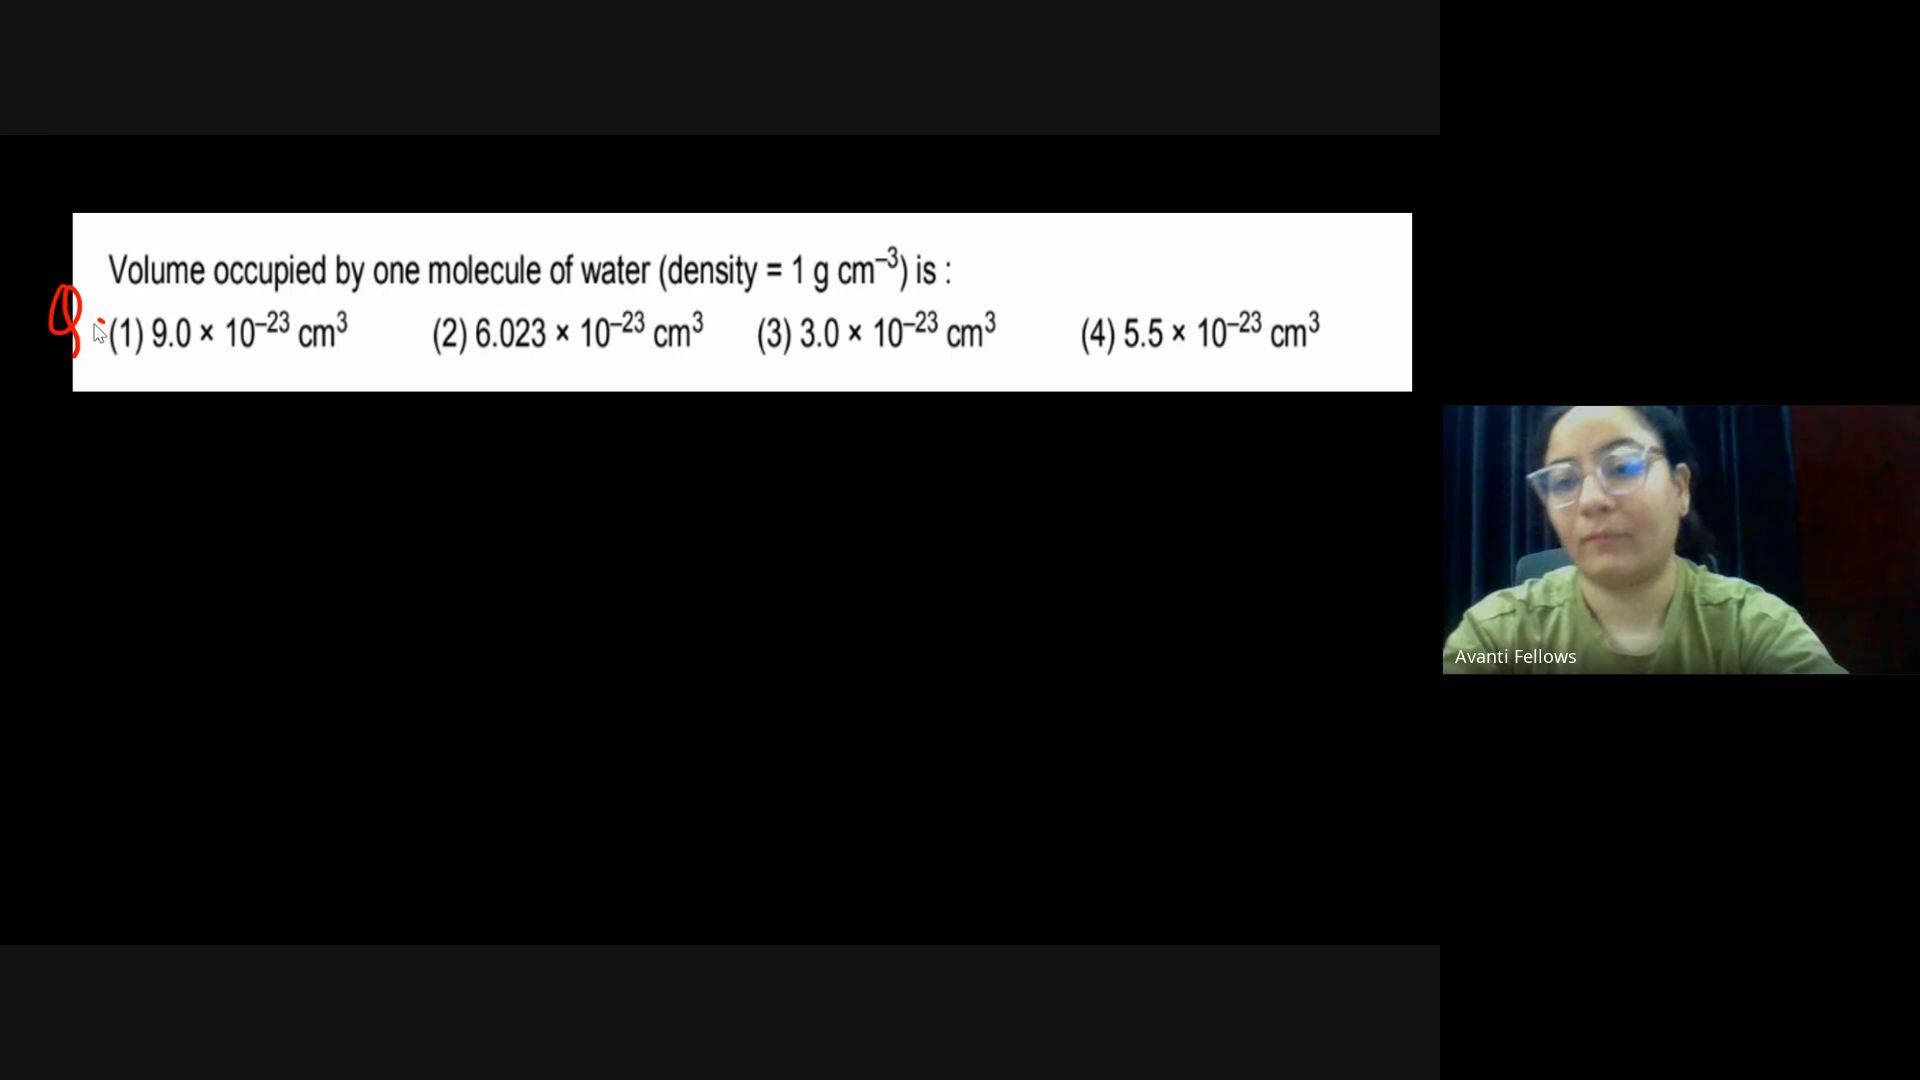 Volume occupied by one molecule of water (density = 1 g cm⁻³) is :
Q: (1) 9.0 × 10⁻²³ cm³ (2) 6.023 × 10⁻²³ cm³ (3) 3.0 × 10⁻²³ cm³ (4) 5.5 × 10⁻²³ cm³
Avanti Fellows